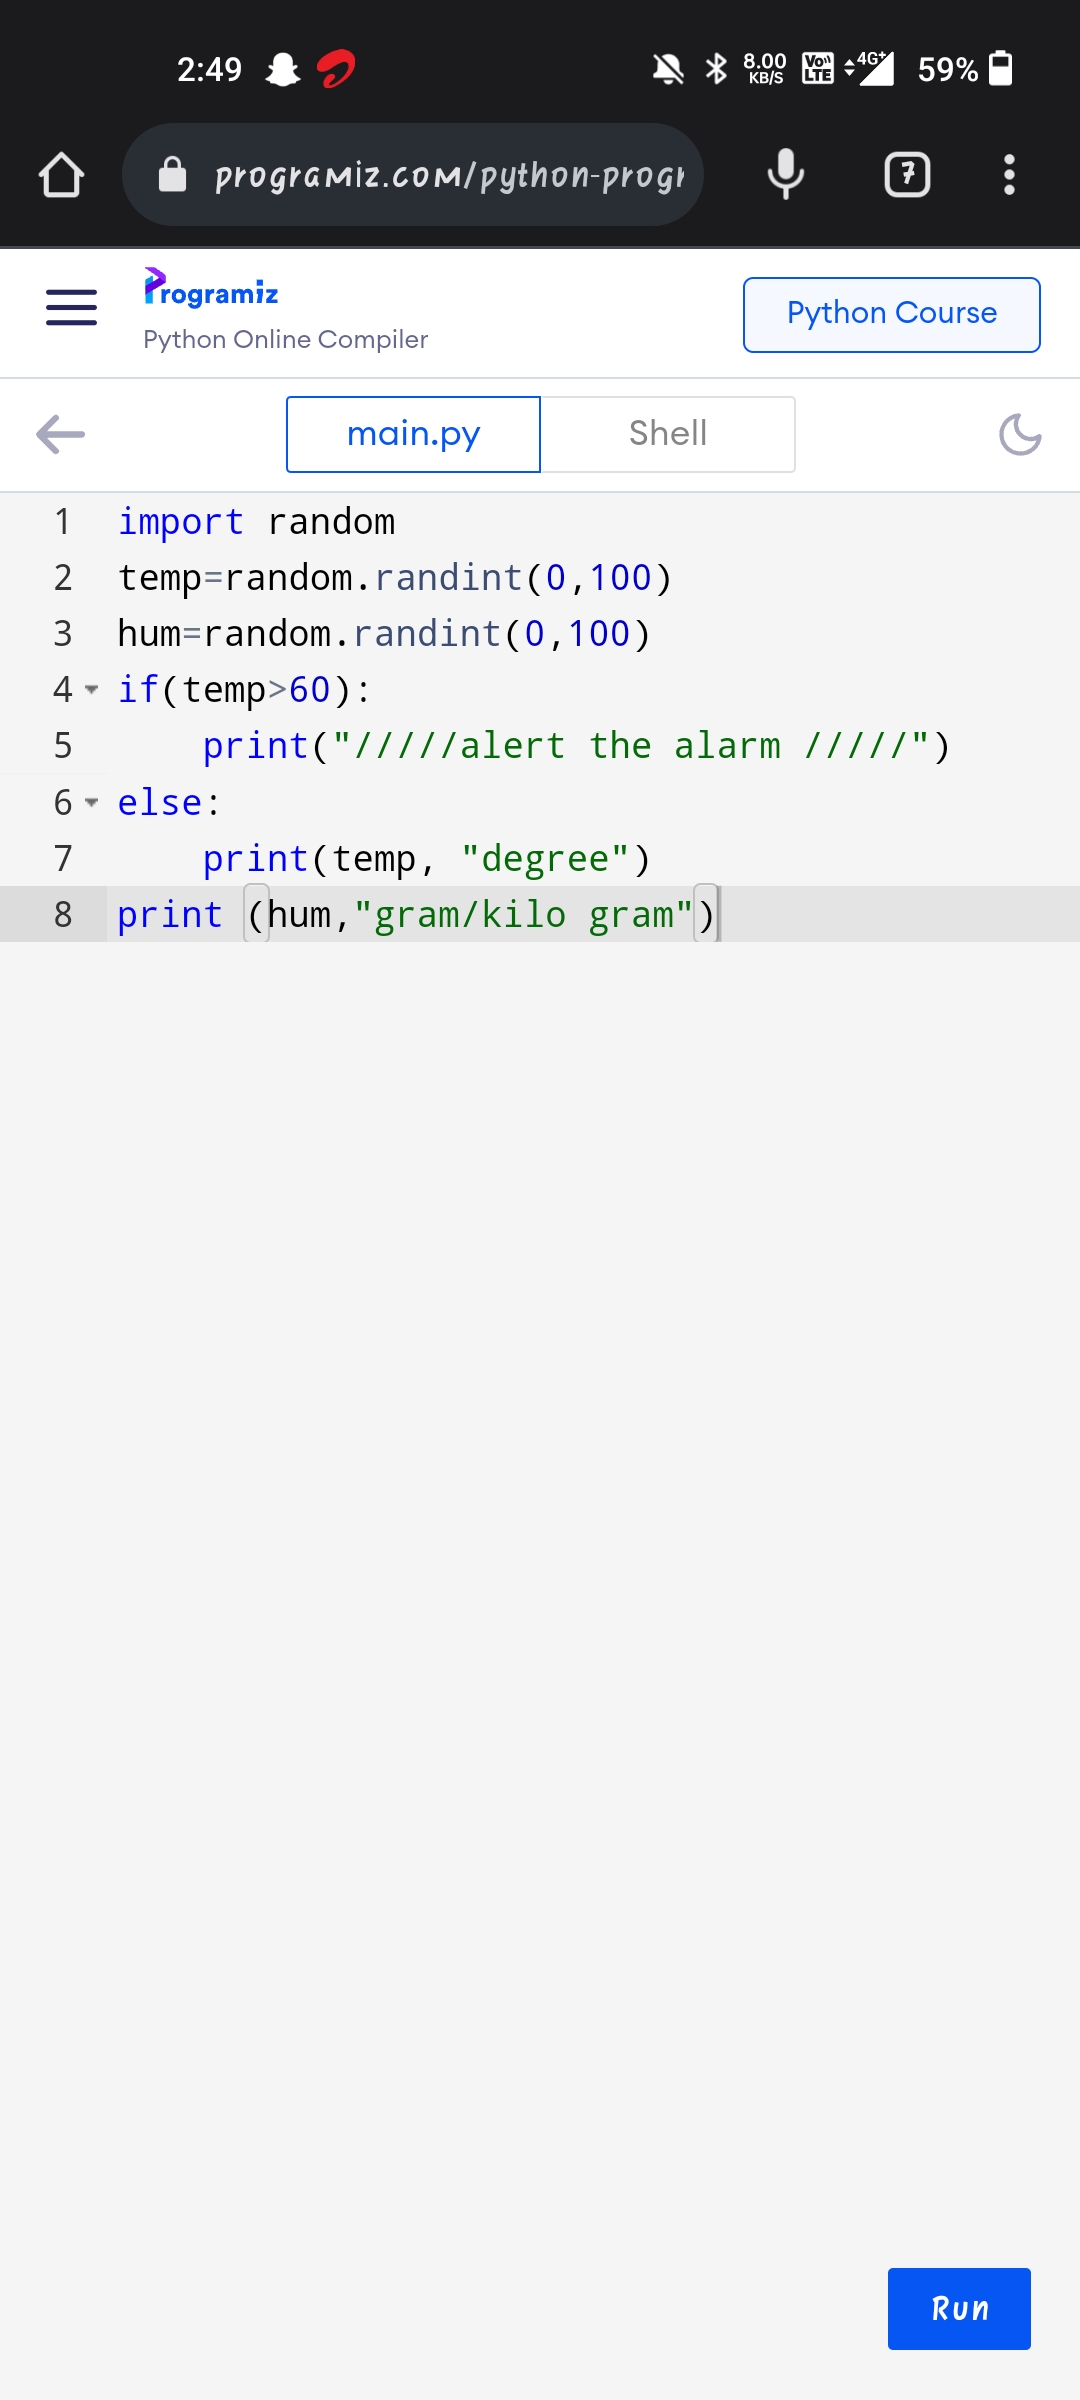 2:49 8.00 KB/S VoLTE 4G+ 59%
programiz.com/python-progr 7
Programiz
Python Online Compiler
Python Course
main.py Shell
1 import random
2 temp=random.randint(0,100)
3 hum=random.randint(0,100)
4 if(temp>60):
5     print("/////alert the alarm /////")
6 else:
7     print(temp, "degree")
8 print (hum,"gram/kilo gram")
Run